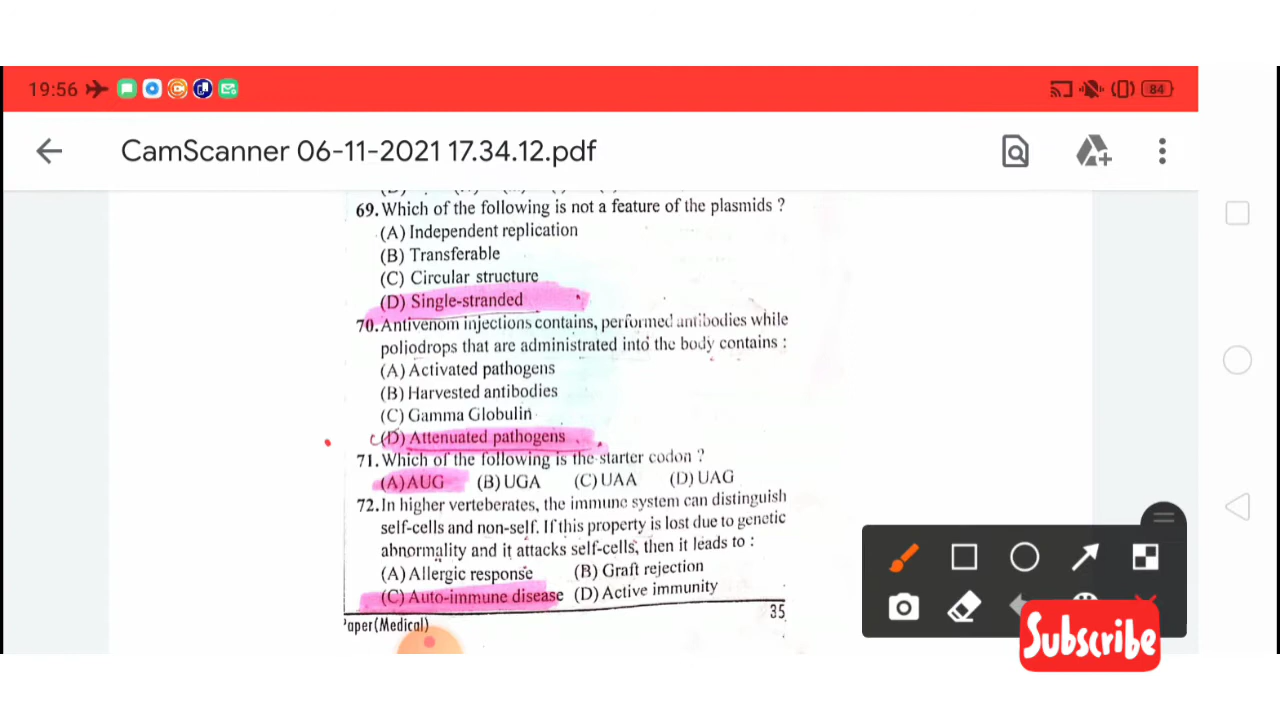 19:56
84
CamScanner 06-11-2021 17.34.12.pdf
69. Which of the following is not a feature of the plasmids ?
(A) Independent replication
(B) Transferable
(C) Circular structure
(D) Single-stranded
70. Antivenom injections contains, performed antibodies while
poliodrops that are administrated into the body contains :
(A) Activated pathogens
(B) Harvested antibodies
(C) Gamma Globulin
(D) Attenuated pathogens
71. Which of the following is the starter codon ?
(A) AUG (B) UGA (C) UAA (D) UAG
72. In higher verteberates, the immune system can distinguish
self-cells and non-self. If this property is lost due to genetic
abnormality and it attacks self-cells, then it leads to :
(A) Allergic response (B) Graft rejection
(C) Auto-immune disease (D) Active immunity
35
aper (Medical)
Subscribe